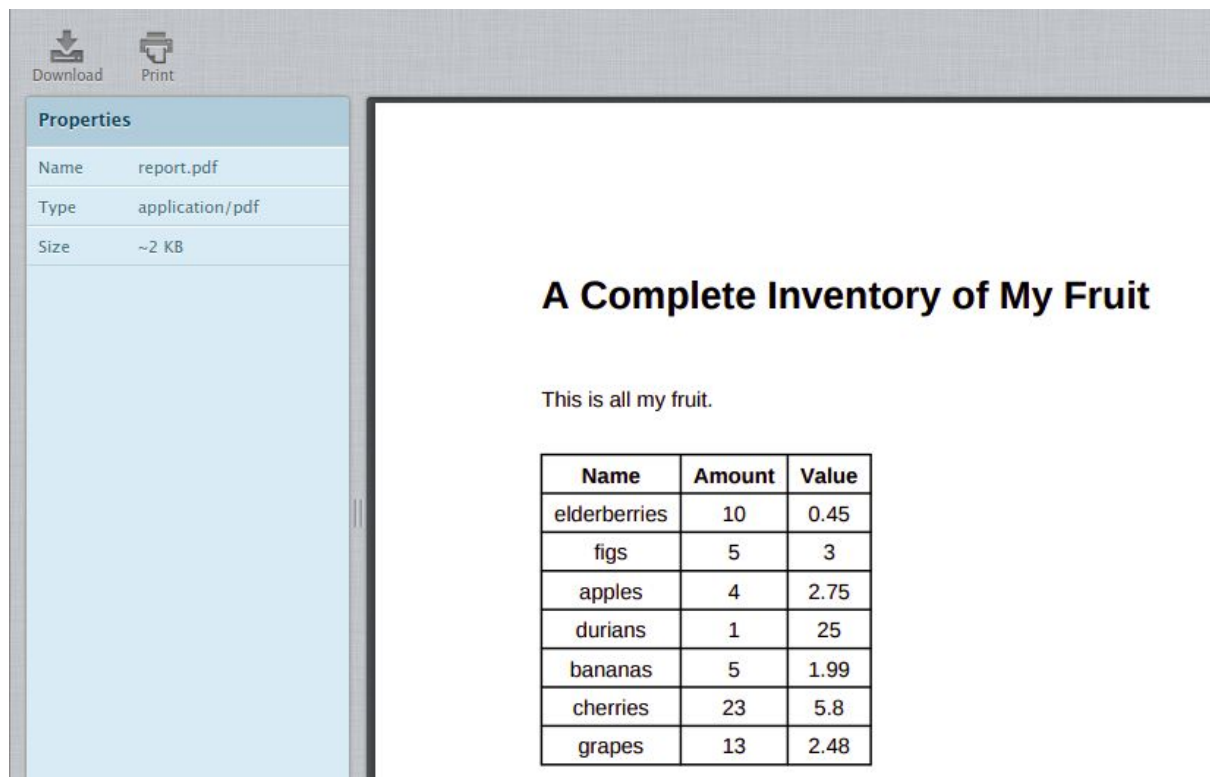 Download Print
Properties
Name report.pdf
Type application/pdf
Size ~2 KB
A Complete Inventory of My Fruit
This is all my fruit.
Name Amount Value
elderberries 10 0.45
figs 5 3
apples 4 2.75
durians 1 25
bananas 5 1.99
cherries 23 5.8
grapes 13 2.48